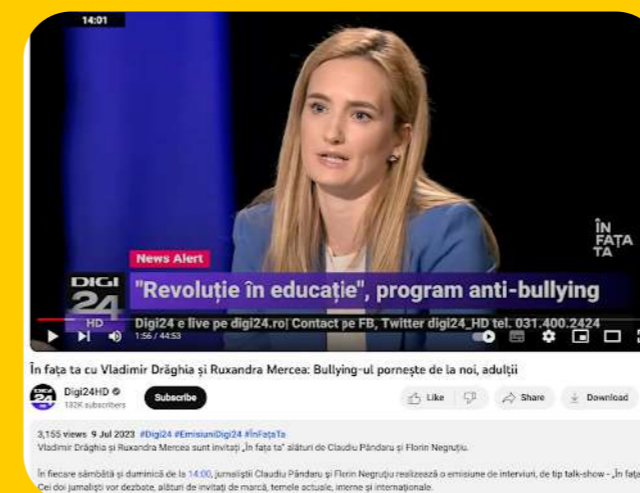 14:01
ÎN
FAȚA
TA
News Alert
DIGI
24
HD
"Revoluție în educație", program anti-bullying
Digi24 e live pe digi24.ro| Contact pe FB, Twitter digi24_HD tel. 031.400.2424
1:56 / 44:53
În fața ta cu Vladimir Drăghia și Ruxandra Mercea: Bullying-ul pornește de la noi, adulții
Digi24HD
132K subscribers
Subscribe
Like
Share
Download
3,155 views 9 Jul 2023 #Digi24 #EmisiuniDigi24 #ÎnFațaTa
Vladimir Drăghia și Ruxandra Mercea sunt invitați „În fața ta” alături de Claudiu Pândaru și Florin Negruțiu.
În fiecare sâmbătă și duminică de la 14:00, jurnaliștii Claudiu Pândaru și Florin Negruțiu realizează o emisiune de interviuri, de tip talk-show - „În fața
Cei doi jurnaliști vor dezbate, alături de invitați de marcă, temele actuale, interne și internaționale.